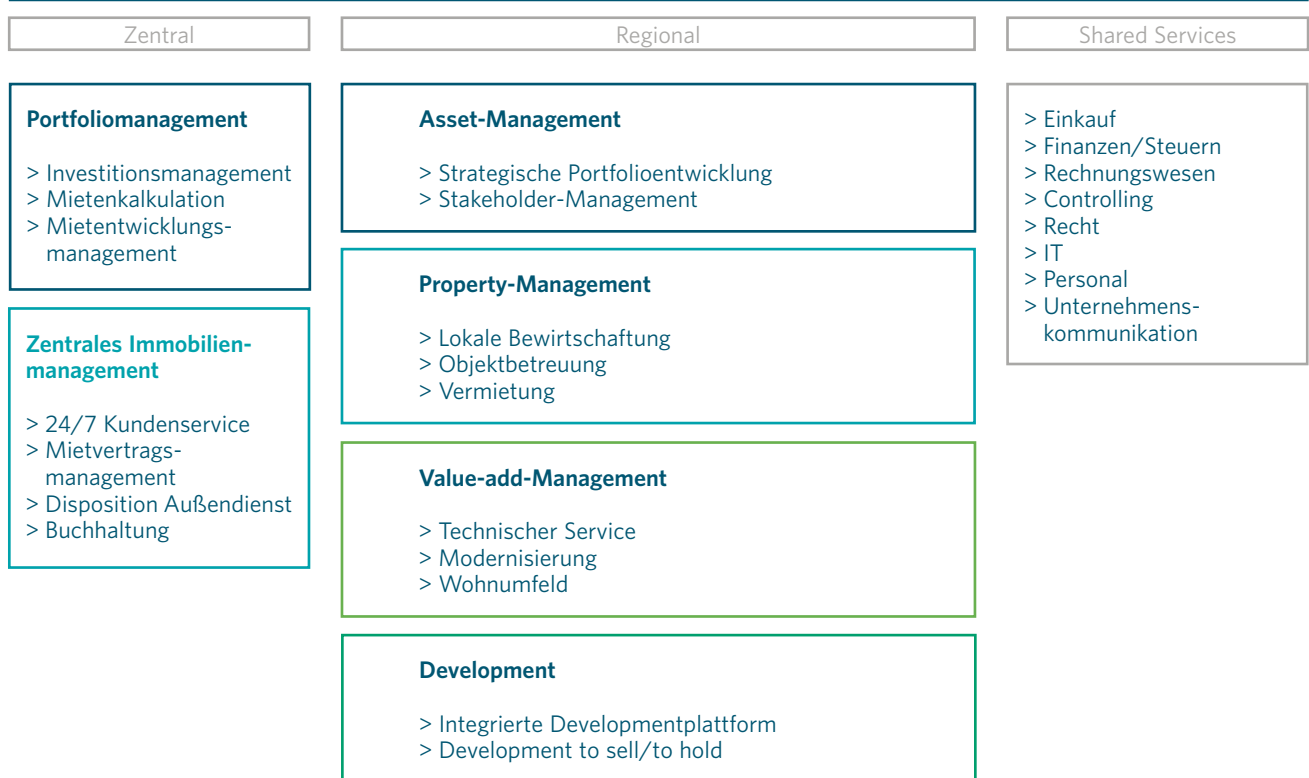 Zentral
Regional
Shared Services
Portfoliomanagement
> Investitionsmanagement
> Mietenkalkulation
> Mietentwicklungs-
management
Zentrales Immobilien-
management
> 24/7 Kundenservice
> Mietvertrags-
management
> Disposition Außendienst
> Buchhaltung
Asset-Management
> Strategische Portfolioentwicklung
> Stakeholder-Management
Property-Management
> Lokale Bewirtschaftung
> Objektbetreuung
> Vermietung
Value-add-Management
> Technischer Service
> Modernisierung
> Wohnumfeld
Development
> Integrierte Developmentplattform
> Development to sell/to hold
> Einkauf
> Finanzen/Steuern
> Rechnungswesen
> Controlling
> Recht
> IT
> Personal
> Unternehmens-
kommunikation